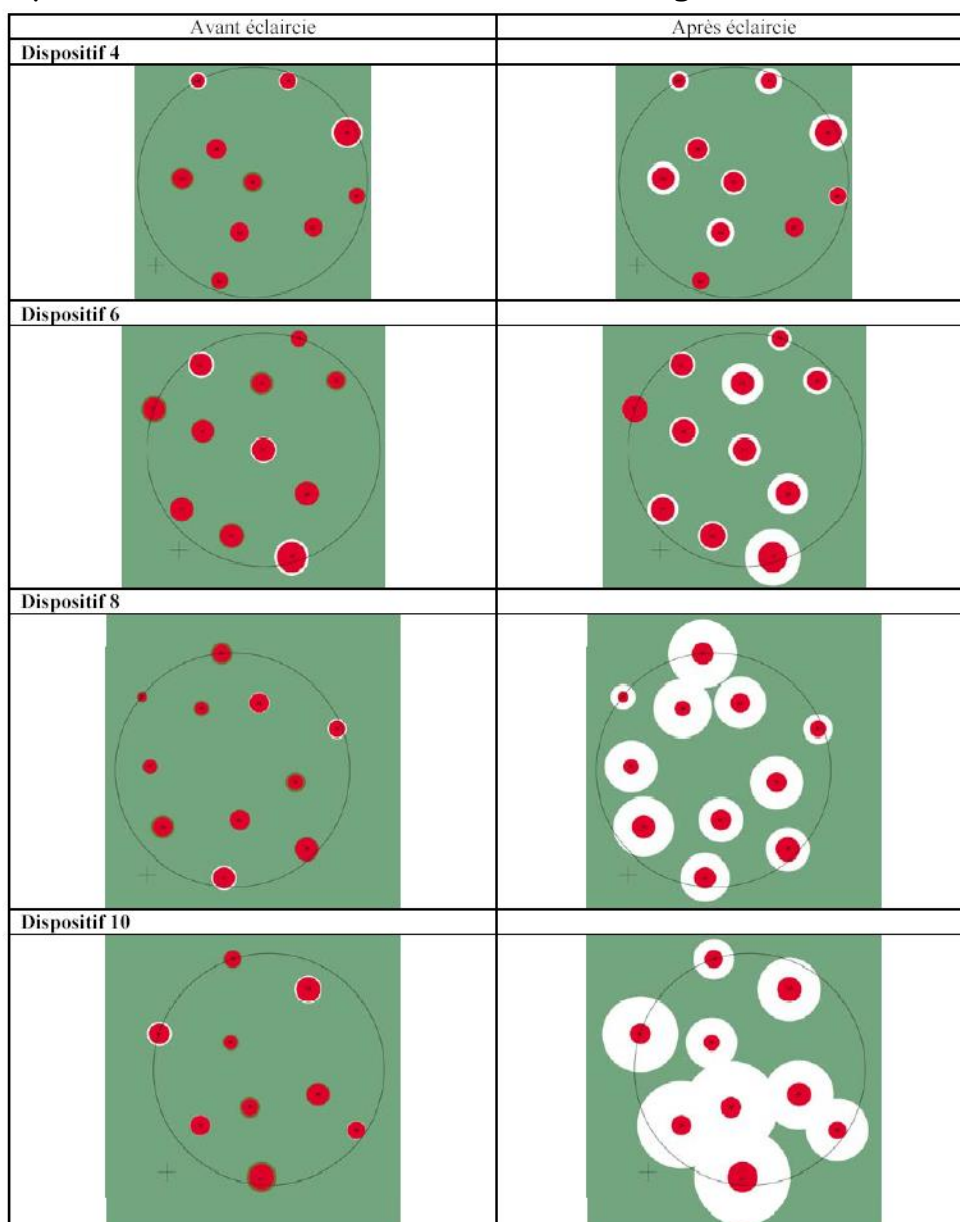 Avant éclaircie
Après éclaircie
Dispositif 4
Dispositif 6
Dispositif 8
Dispositif 10